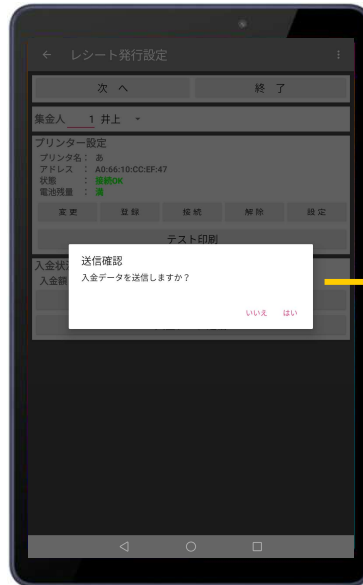 ← レシート発行設定
次 へ 終 了
集金人 1 井上
プリンター設定
プリンタ名： あ
アドレス ： A0:66:10:CC:EF:47
状態 ： 接続OK
電池残量 ： 満
変更 登録 接続 解除 設定
テスト印刷
送信確認
入金データを送信しますか？
入金状
入金額
いいえ はい